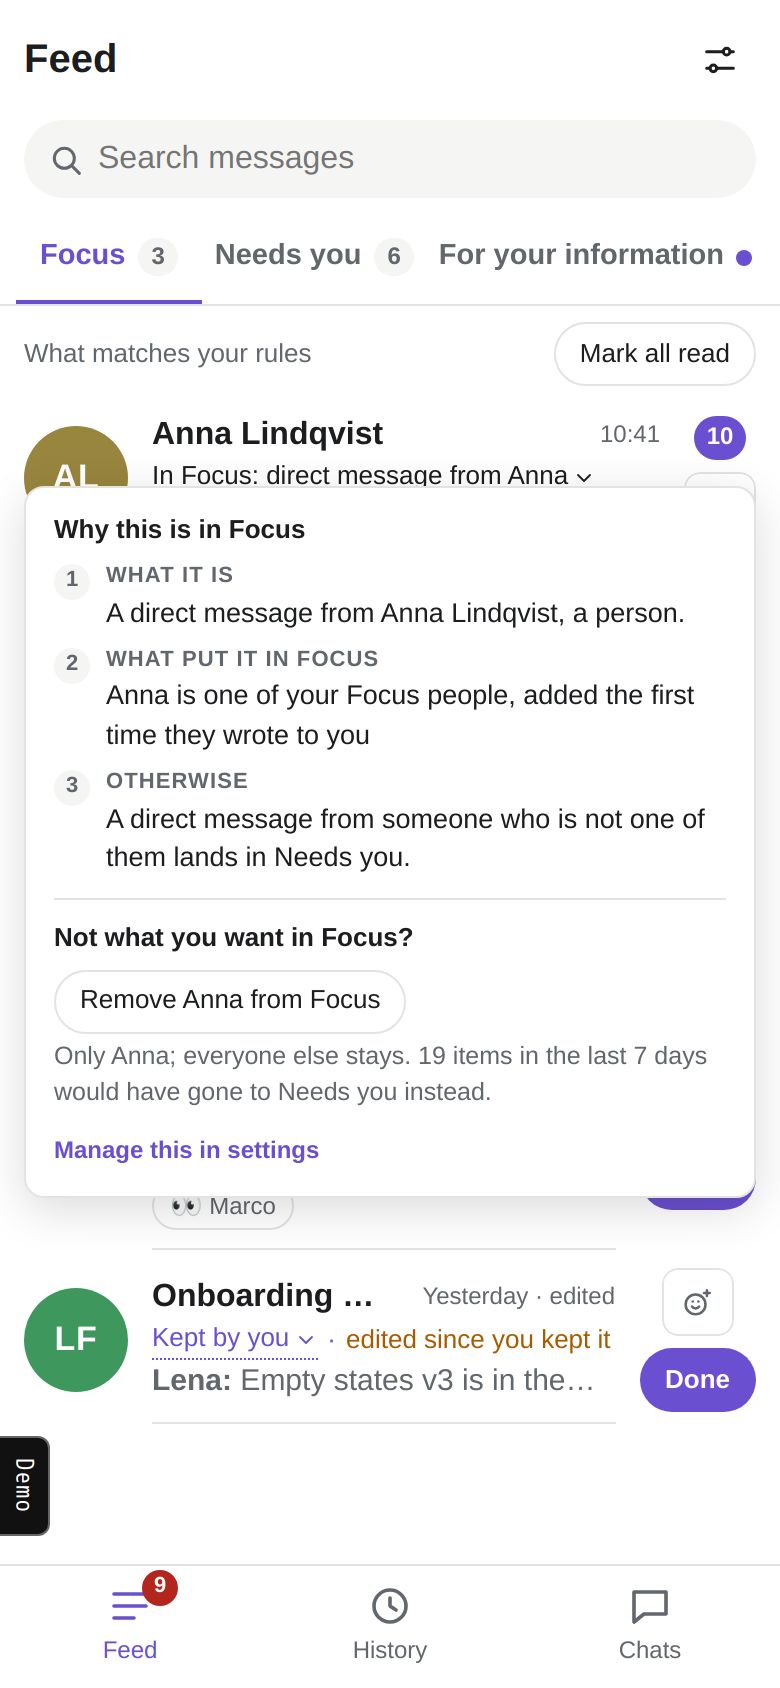 Feed
Search messages
Focus 3 Needs you 6 For your information
What matches your rules Mark all read
Anna Lindqvist 10:41 10
AL In Focus: direct message from Anna
Why this is in Focus
1 WHAT IT IS
A direct message from Anna Lindqvist, a person.
2 WHAT PUT IT IN FOCUS
Anna is one of your Focus people, added the first
time they wrote to you
3 OTHERWISE
A direct message from someone who is not one of
them lands in Needs you.
Not what you want in Focus?
Remove Anna from Focus
Only Anna; everyone else stays. 19 items in the last 7 days
would have gone to Needs you instead.
Manage this in settings
👀 Marco
Onboarding … Yesterday · edited
LF Kept by you · edited since you kept it
Lena: Empty states v3 is in the… Done
Demo
9
Feed History Chats